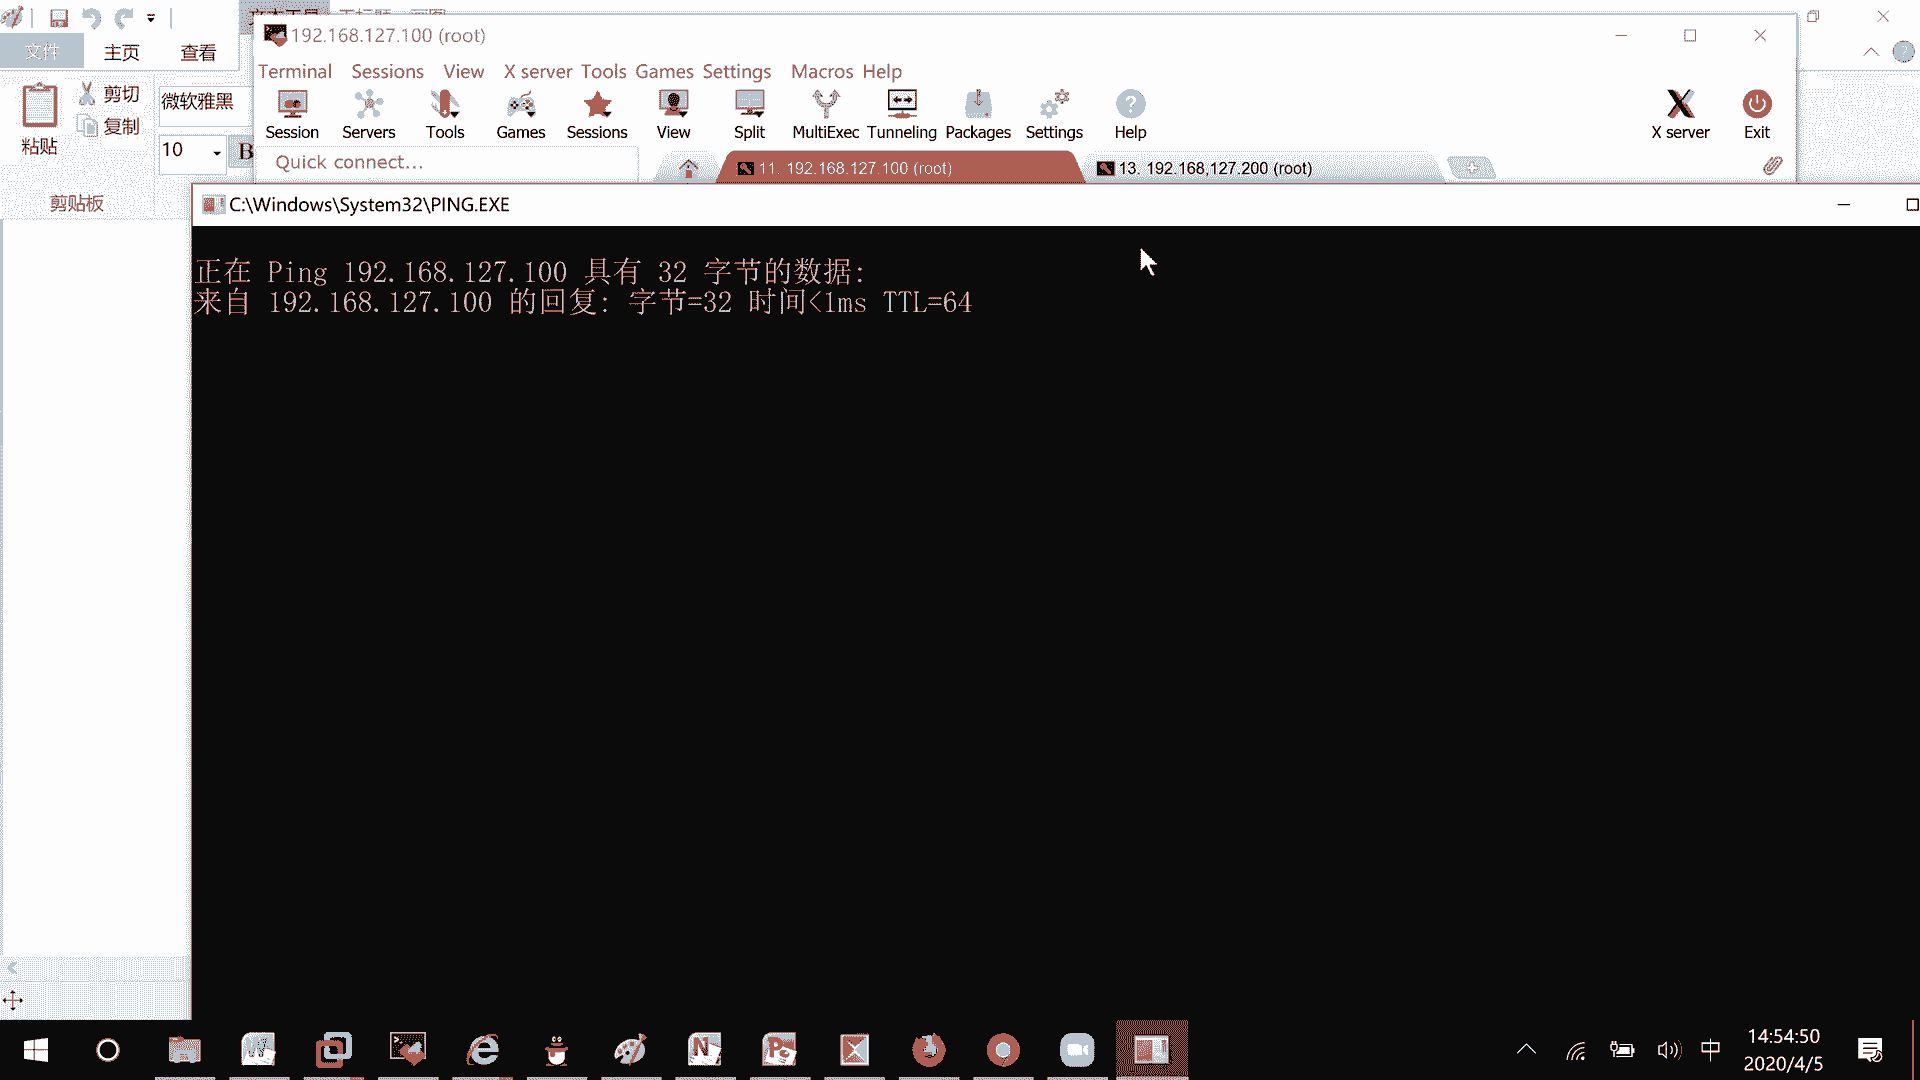 192.168.127.100 (root)
文件 主页 查看
Terminal Sessions View X server Tools Games Settings Macros Help
剪切
复制
粘贴
微软雅黑
10
B
剪贴板
Session Servers Tools Games Sessions View Split MultiExec Tunneling Packages Settings Help X server Exit
Quick connect...
11. 192.168.127.100 (root)
13. 192.168,127.200 (root)
C:\Windows\System32\PING.EXE
正在 Ping 192.168.127.100 具有 32 字节的数据:
来自 192.168.127.100 的回复: 字节=32 时间<1ms TTL=64
中
14:54:50
2020/4/5